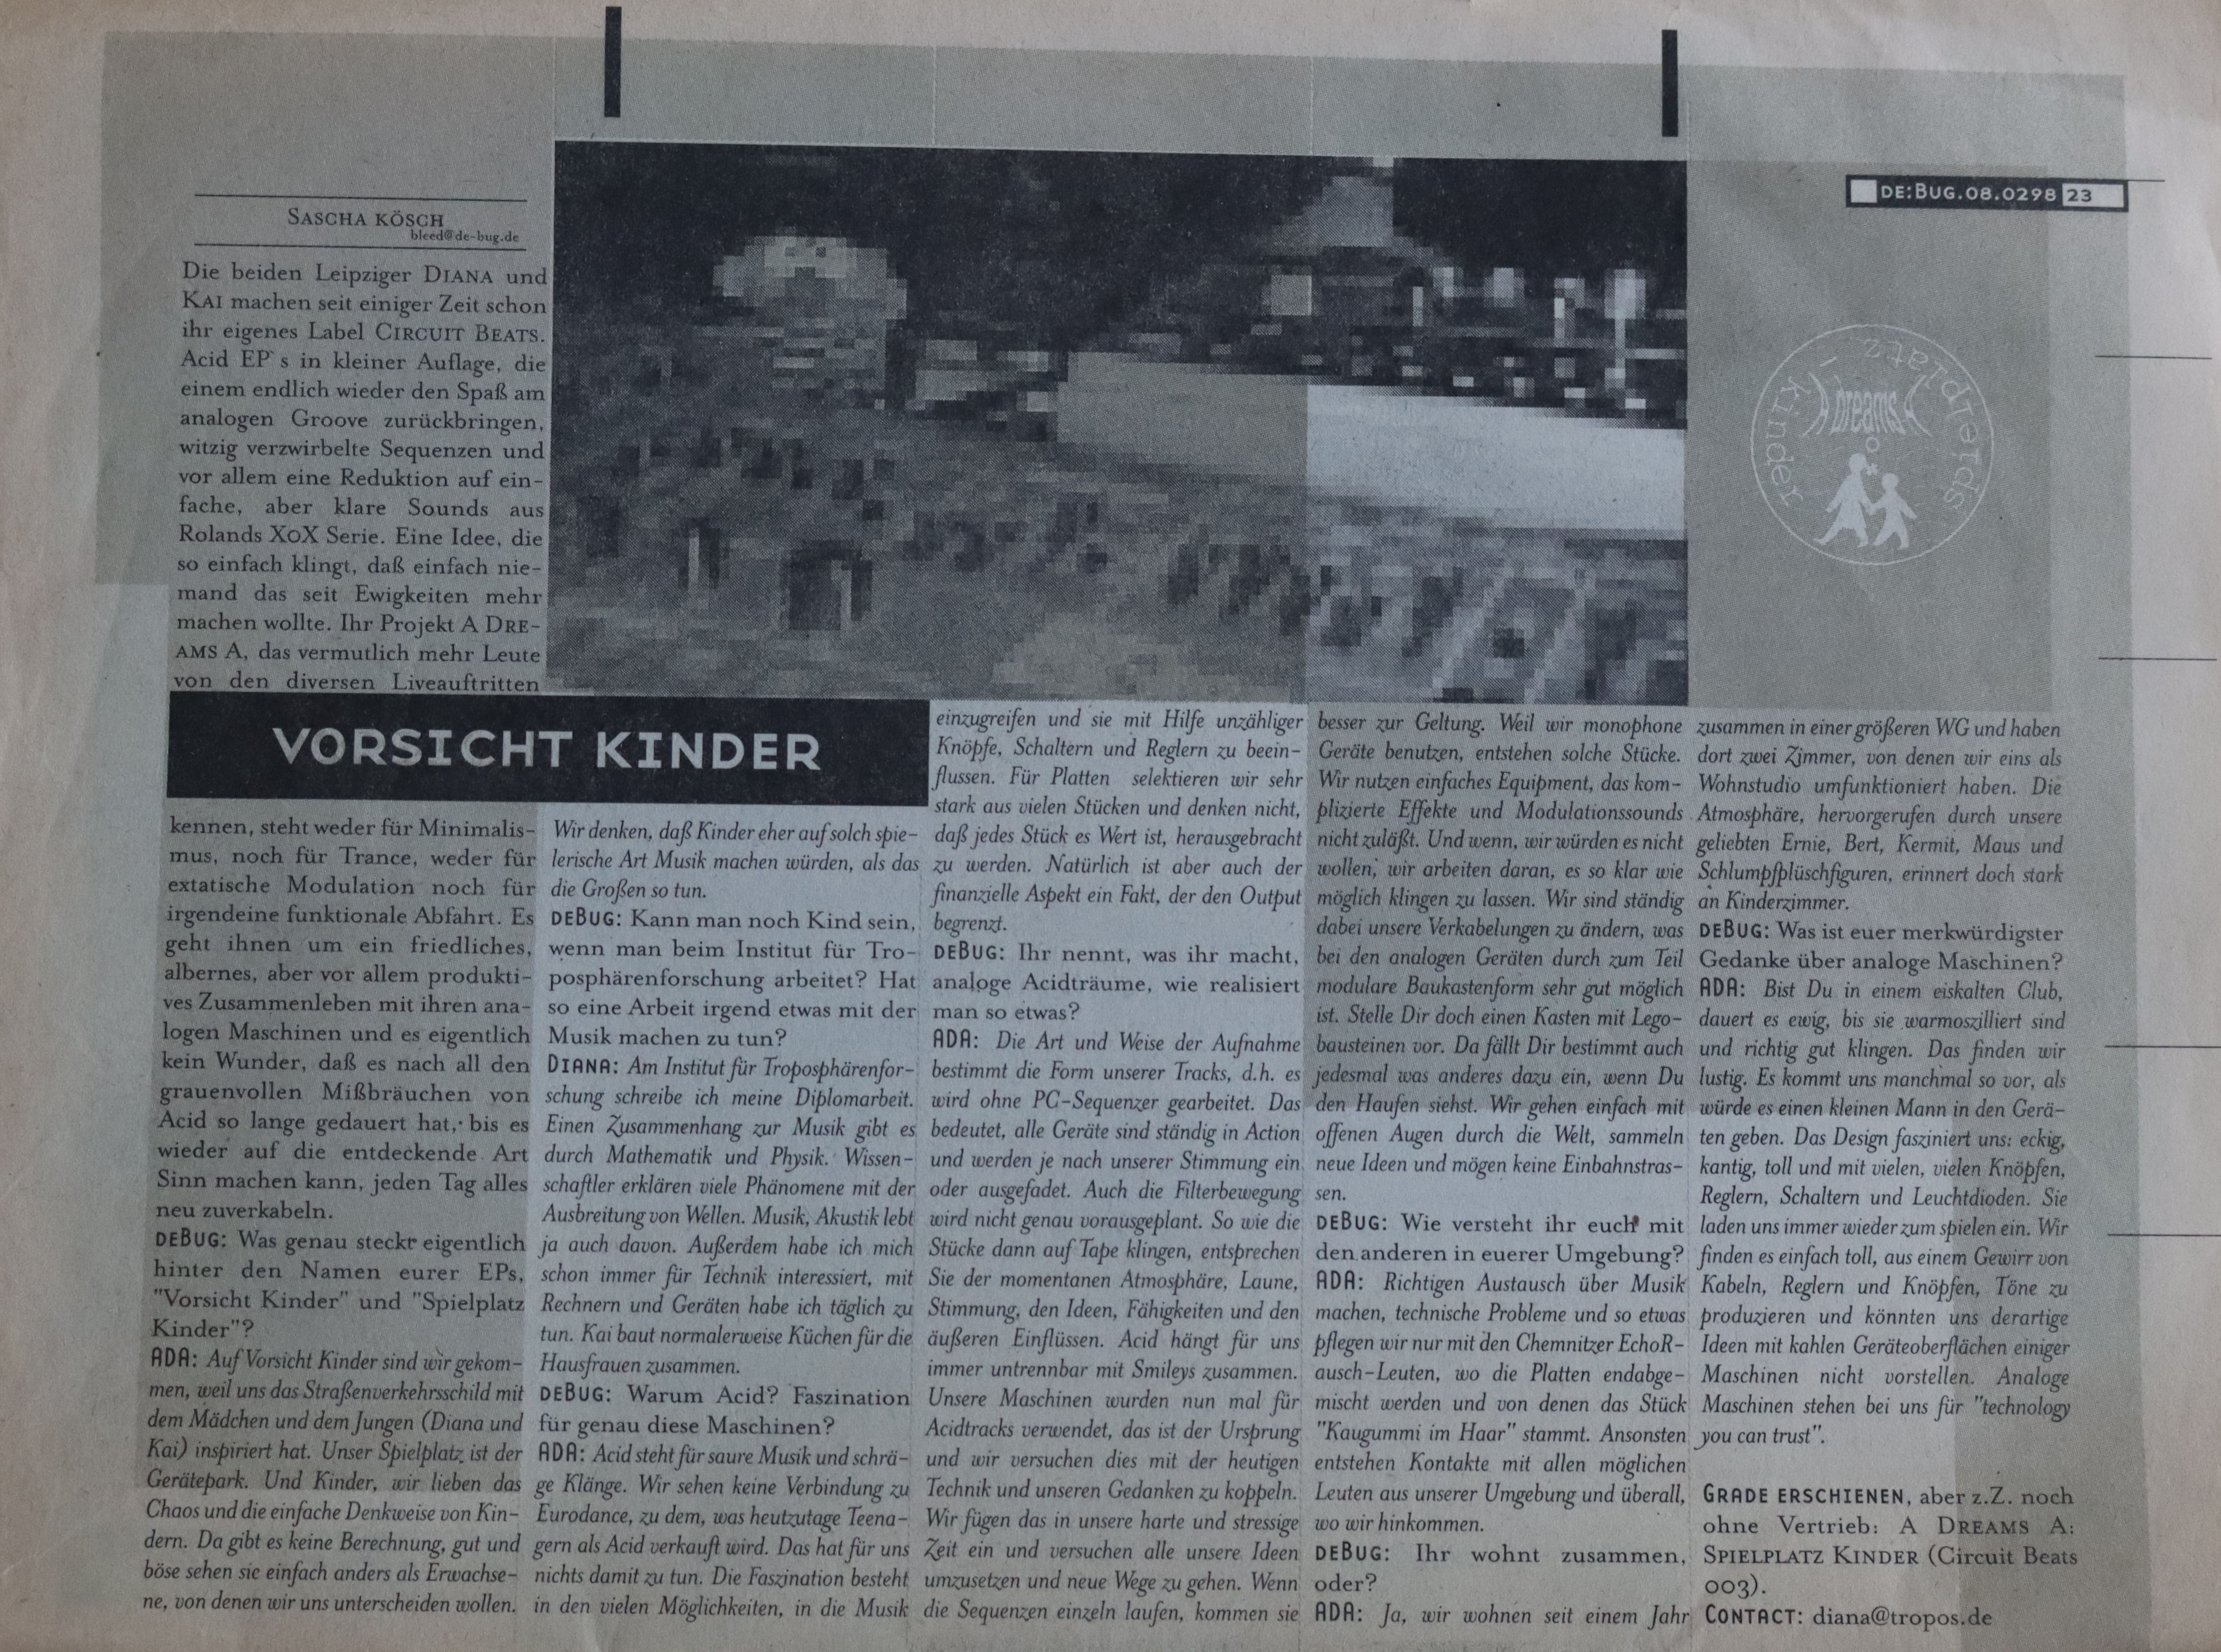 DE:BUG.08.0298 23
SASCHA KÖSCH
bleed@de-bug.de
Die beiden Leipziger DIANA und
KAI machen seit einiger Zeit schon
ihr eigenes Label CIRCUIT BEATS.
Acid EP`s in kleiner Auflage, die
einem endlich wieder den Spaß am
analogen Groove zurückbringen,
witzig verzwirbelte Sequenzen und
vor allem eine Reduktion auf ein-
fache, aber klare Sounds aus
Rolands XOX Serie. Eine Idee, die
so einfach klingt, daß einfach nie-
mand das seit Ewigkeiten mehr
machen wollte. Ihr Projekt A DRE-
AMS A, das vermutlich mehr Leute
von den diversen Liveauftritten
Spielplatz - Kinder
A dreams A
VORSICHT KINDER
kennen, steht weder für Minimalis-
mus, noch für Trance, weder für
extatische Modulation noch für
irgendeine funktionale Abfahrt. Es
geht ihnen um ein friedliches,
albernes, aber vor allem produkti-
ves Zusammenleben mit ihren ana-
logen Maschinen und es eigentlich
kein Wunder, daß es nach all den
grauenvollen Mißbräuchen von
Acid so lange gedauert hat, bis es
wieder auf die entdeckende Art
Sinn machen kann, jeden Tag alles
neu zuverkabeln.
DEBUG: Was genau steckt eigentlich
hinter den Namen eurer EPs,
"Vorsicht Kinder" und "Spielplatz
Kinder"?
ADA: Auf Vorsicht Kinder sind wir gekom-
men, weil uns das Straßenverkehrsschild mit
dem Mädchen und dem Jungen (Diana und
Kai) inspiriert hat. Unser Spielplatz ist der
Gerätepark. Und Kinder, wir lieben das
Chaos und die einfache Denkweise von Kin-
dern. Da gibt es keine Berechnung, gut und
böse sehen sie einfach anders als Erwachse-
ne, von denen wir uns unterscheiden wollen.
Wir denken, daß Kinder eher auf solch spie-
lerische Art Musik machen würden, als das
die Großen so tun.
DEBUG: Kann man noch Kind sein,
wenn man beim Institut für Tro-
posphärenforschung arbeitet? Hat
so eine Arbeit irgend etwas mit der
Musik machen zu tun?
DIANA: Am Institut für Troposphärenfor-
schung schreibe ich meine Diplomarbeit.
Einen Zusammenhang zur Musik gibt es
durch Mathematik und Physik. Wissen-
schaftler erklären viele Phänomene mit der
Ausbreitung von Wellen. Musik, Akustik lebt
ja auch davon. Außerdem habe ich mich
schon immer für Technik interessiert, mit
Rechnern und Geräten habe ich täglich zu
tun. Kai baut normalerweise Küchen für die
Hausfrauen zusammen.
DEBUG: Warum Acid? Faszination
für genau diese Maschinen?
ADA: Acid steht für saure Musik und schrä-
ge Klänge. Wir sehen keine Verbindung zu
Eurodance, zu dem, was heutzutage Teena-
gern als Acid verkauft wird. Das hat für uns
nichts damit zu tun. Die Faszination besteht
in den vielen Möglichkeiten, in die Musik
einzugreifen und sie mit Hilfe unzähliger
Knöpfe, Schaltern und Reglern zu beein-
flussen. Für Platten selektieren wir sehr
stark aus vielen Stücken und denken nicht,
daß jedes Stück es Wert ist, herausgebracht
zu werden. Natürlich ist aber auch der
finanzielle Aspekt ein Fakt, der den Output
begrenzt.
DEBUG: Ihr nennt, was ihr macht,
analoge Acidträume, wie realisiert
man so etwas?
ADA: Die Art und Weise der Aufnahme
bestimmt die Form unserer Tracks, d.h. es
wird ohne PC-Sequenzer gearbeitet. Das
bedeutet, alle Geräte sind ständig in Action
und werden je nach unserer Stimmung ein
oder ausgefadet. Auch die Filterbewegung
wird nicht genau vorausgeplant. So wie die
Stücke dann auf Tape klingen, entsprechen
Sie der momentanen Atmosphäre, Laune,
Stimmung, den Ideen, Fähigkeiten und den
äußeren Einflüssen. Acid hängt für uns
immer untrennbar mit Smileys zusammen.
Unsere Maschinen wurden nun mal für
Acidtracks verwendet, das ist der Ursprung
und wir versuchen dies mit der heutigen
Technik und unseren Gedanken zu koppeln.
Wir fügen das in unsere harte und stressige
Zeit ein und versuchen alle unsere Ideen
umzusetzen und neue Wege zu gehen. Wenn
die Sequenzen einzeln laufen, kommen sie
besser zur Geltung. Weil wir monophone
Geräte benutzen, entstehen solche Stücke.
Wir nutzen einfaches Equipment, das kom-
plizierte Effekte und Modulationssounds
nicht zuläßt. Und wenn, wir würden es nicht
wollen, wir arbeiten daran, es so klar wie
möglich klingen zu lassen. Wir sind ständig
dabei unsere Verkabelungen zu ändern, was
bei den analogen Geräten durch zum Teil
modulare Baukastenform sehr gut möglich
ist. Stelle Dir doch einen Kasten mit Lego-
bausteinen vor. Da fällt Dir bestimmt auch
jedesmal was anderes dazu ein, wenn Du
den Haufen siehst. Wir gehen einfach mit
offenen Augen durch die Welt, sammeln
neue Ideen und mögen keine Einbahnstras-
sen.
DEBUG: Wie versteht ihr euch mit
den anderen in euerer Umgebung?
ADA: Richtigen Austausch über Musik
machen, technische Probleme und so etwas
pflegen wir nur mit den Chemnitzer EchoR-
ausch-Leuten, wo die Platten endabge-
mischt werden und von denen das Stück
"Kaugummi im Haar" stammt. Ansonsten
entstehen Kontakte mit allen möglichen
Leuten aus unserer Umgebung und überall,
wo wir hinkommen.
DEBUG: Ihr wohnt zusammen,
oder?
ADA: Ja, wir wohnen seit einem Jahr
zusammen in einer größeren WG und haben
dort zwei Zimmer, von denen wir eins als
Wohnstudio umfunktioniert haben. Die
Atmosphäre, hervorgerufen durch unsere
geliebten Ernie, Bert, Kermit, Maus und
Schlumpfplüschfiguren, erinnert doch stark
an Kinderzimmer.
DEBUG: Was ist euer merkwürdigster
Gedanke über analoge Maschinen?
ADA: Bist Du in einem eiskalten Club,
dauert es ewig, bis sie warmoszilliert sind
und richtig gut klingen. Das finden wir
lustig. Es kommt uns manchmal so vor, als
würde es einen kleinen Mann in den Gerä-
ten geben. Das Design fasziniert uns: eckig,
kantig, toll und mit vielen, vielen Knöpfen,
Reglern, Schaltern und Leuchtdioden. Sie
laden uns immer wieder zum spielen ein. Wir
finden es einfach toll, aus einem Gewirr von
Kabeln, Reglern und Knöpfen, Töne zu
produzieren und könnten uns derartige
Ideen mit kahlen Geräteoberflächen einiger
Maschinen nicht vorstellen. Analoge
Maschinen stehen bei uns für "technology
you can trust".
GRADE ERSCHIENEN, aber z.Z. noch
ohne Vertrieb: A DREAMS A:
SPIELPLATZ KINDER (Circuit Beats
003).
CONTACT: diana@tropos.de